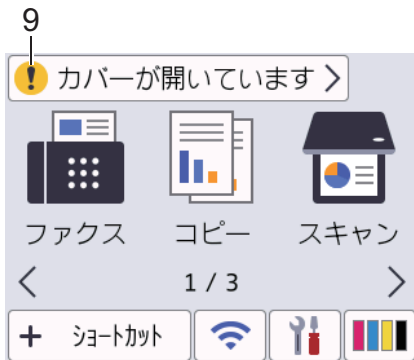 9
! カバーが開いています >
ファクス コピー スキャン
< 1 / 3 >
+ ショートカット